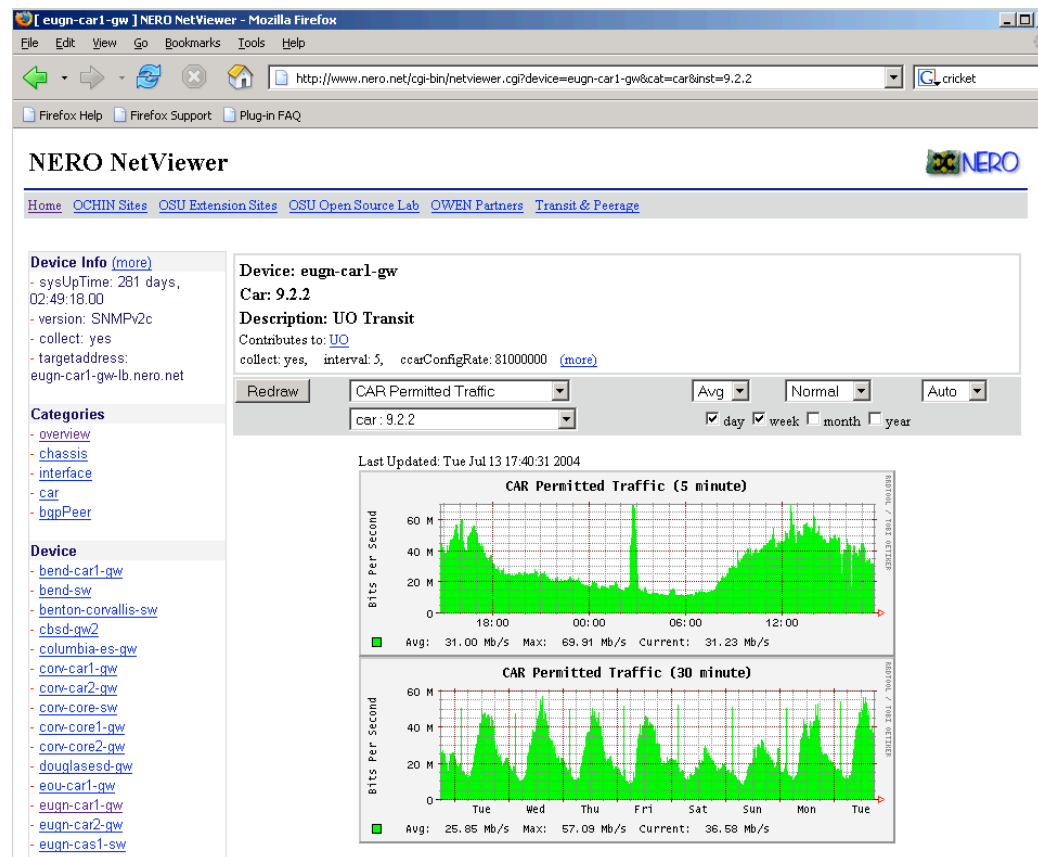 [ eugn-car1-gw ] NERO NetViewer - Mozilla Firefox
File Edit View Go Bookmarks Tools Help
http://www.nero.net/cgi-bin/netviewer.cgi?device=eugn-car1-gw&cat=car&inst=9.2.2
G cricket
Firefox Help Firefox Support Plug-in FAQ
NERO NetViewer
NERO
Home OCHIN Sites OSU Extension Sites OSU Open Source Lab OWEN Partners Transit & Peerage
Device Info (more)
- sysUpTime: 281 days,
02:49:18.00
- version: SNMPv2c
- collect: yes
- targetaddress:
eugn-car1-gw-lb.nero.net
Categories
- overview
- chassis
- interface
- car
- bgpPeer
Device
- bend-car1-gw
- bend-sw
- benton-corvallis-sw
- cbsd-gw2
- columbia-es-gw
- corv-car1-gw
- corv-car2-gw
- corv-core-sw
- corv-core1-gw
- corv-core2-gw
- douglasesd-gw
- eou-car1-gw
- eugn-car1-gw
- eugn-car2-gw
- eugn-cas1-sw
Device: eugn-car1-gw
Car: 9.2.2
Description: UO Transit
Contributes to: UO
collect: yes, interval: 5, ccarConfigRate: 81000000 (more)
Redraw CAR Permitted Traffic Avg Normal Auto
car : 9.2.2 day week month year
Last Updated: Tue Jul 13 17:40:31 2004
CAR Permitted Traffic (5 minute)
RRDTOOL / TOBI OETIKER
Bits Per Second
60 M
40 M
20 M
0
18:00 00:00 06:00 12:00
Avg: 31.00 Mb/s Max: 69.91 Mb/s Current: 31.23 Mb/s
CAR Permitted Traffic (30 minute)
RRDTOOL / TOBI OETIKER
Bits Per Second
60 M
40 M
20 M
0
Tue Wed Thu Fri Sat Sun Mon Tue
Avg: 25.85 Mb/s Max: 57.09 Mb/s Current: 36.58 Mb/s